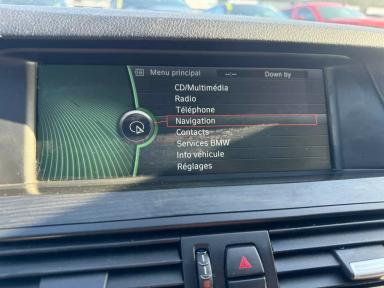 Menu principal --:-- Down by
CD/Multimédia
Radio
Téléphone
Navigation
Contacts
Services BMW
Info véhicule
Réglages